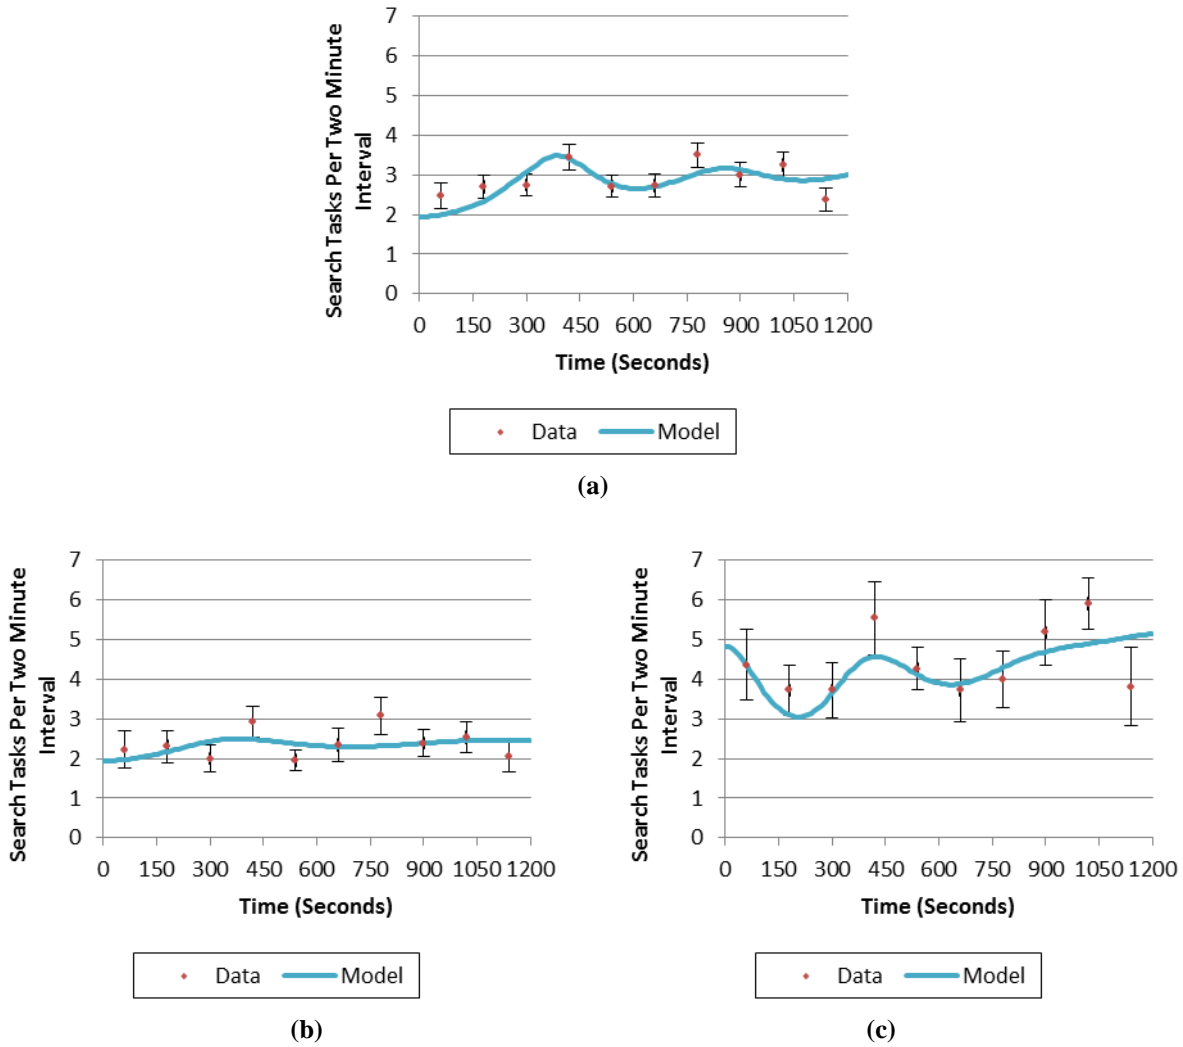 7
6
5
4
3
2
1
0
Search Tasks Per Two Minute
Interval
0 150 300 450 600 750 900 1050 1200
Time (Seconds)
Data Model
(a)
7
6
5
4
3
2
1
0
Search Tasks Per Two Minute
Interval
0 150 300 450 600 750 900 1050 1200
Time (Seconds)
Data Model
(b)
7
6
5
4
3
2
1
0
Search Tasks Per Two Minute
Interval
0 150 300 450 600 750 900 1050 1200
Time (Seconds)
Data Model
(c)